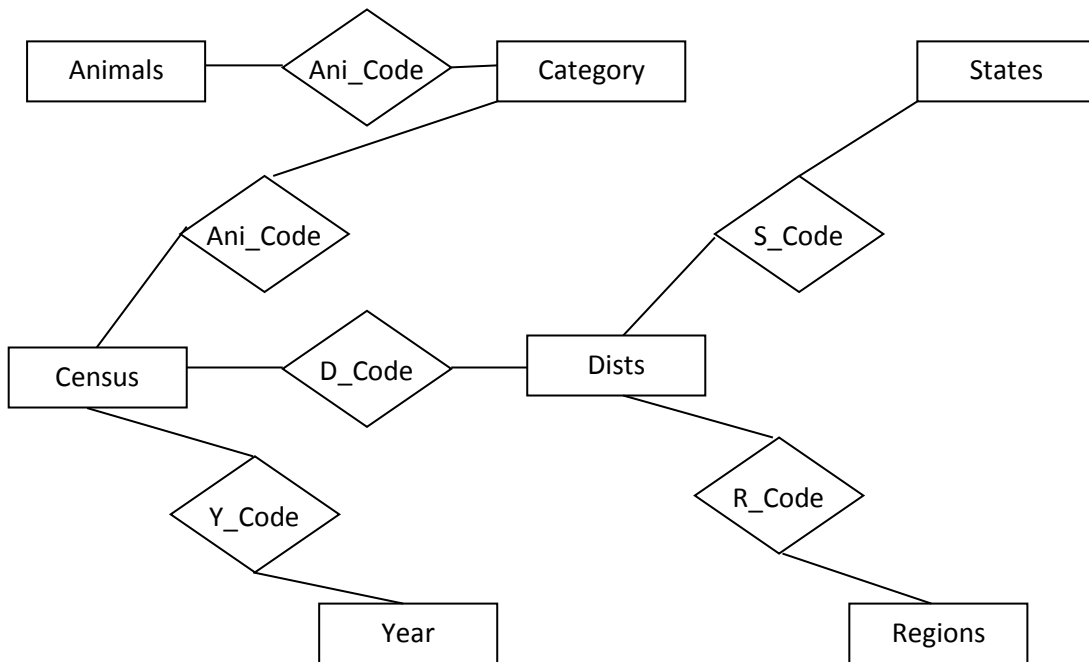 Animals
Ani_Code
Category
States
Ani_Code
S_Code
Census
D_Code
Dists
Y_Code
R_Code
Year
Regions